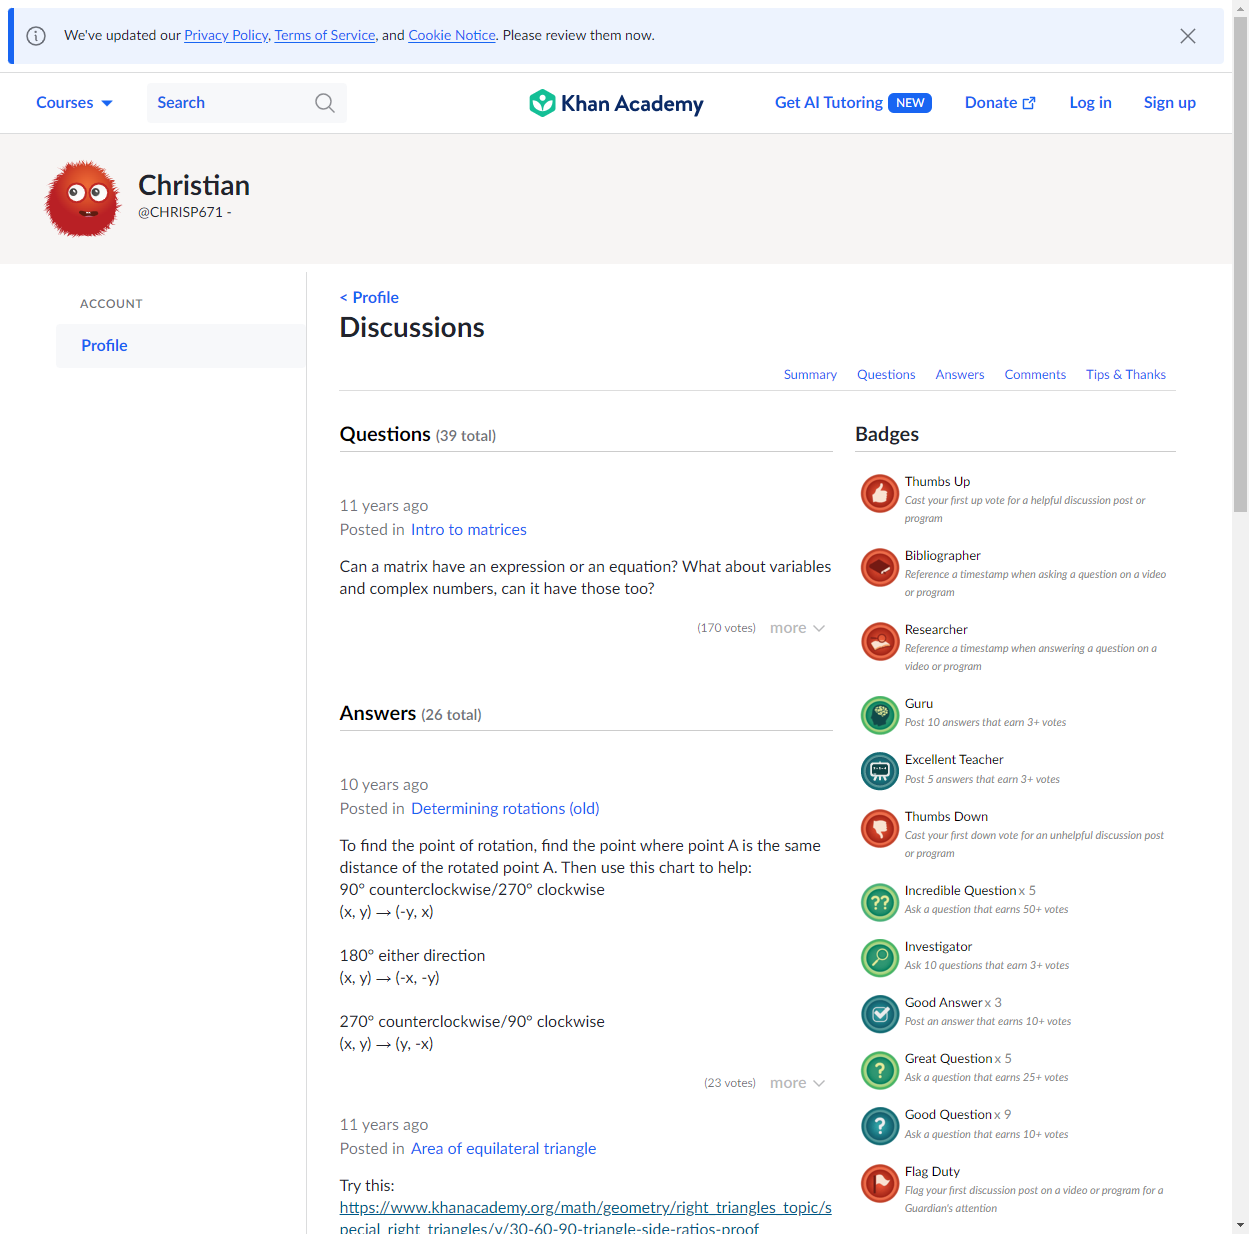 We've updated our Privacy Policy, Terms of Service, and Cookie Notice. Please review them now.
Courses
Search
Khan Academy
Get AI Tutoring NEW
Donate
Log in
Sign up
Christian
@CHRISP671 -
ACCOUNT
Profile
< Profile
Discussions
Summary
Questions
Answers
Comments
Tips & Thanks
Questions (39 total)
11 years ago
Posted in Intro to matrices
Can a matrix have an expression or an equation? What about variables
and complex numbers, can it have those too?
(170 votes)
more
Answers (26 total)
10 years ago
Posted in Determining rotations (old)
To find the point of rotation, find the point where point A is the same
distance of the rotated point A. Then use this chart to help:
90° counterclockwise/270° clockwise
(x, y) → (-y, x)
180° either direction
(x, y) → (-x, -y)
270° counterclockwise/90° clockwise
(x, y) → (y, -x)
(23 votes)
more
11 years ago
Posted in Area of equilateral triangle
Try this:
https://www.khanacademy.org/math/geometry/right_triangles_topic/s
pecial_right_triangles/v/30-60-90-triangle-side-ratios-proof
Badges
Thumbs Up
Cast your first up vote for a helpful discussion post or
program
Bibliographer
Reference a timestamp when asking a question on a video
or program
Researcher
Reference a timestamp when answering a question on a
video or program
Guru
Post 10 answers that earn 3+ votes
Excellent Teacher
Post 5 answers that earn 3+ votes
Thumbs Down
Cast your first down vote for an unhelpful discussion post
or program
Incredible Question x 5
Ask a question that earns 50+ votes
Investigator
Ask 10 questions that earn 3+ votes
Good Answer x 3
Post an answer that earns 10+ votes
Great Question x 5
Ask a question that earns 25+ votes
Good Question x 9
Ask a question that earns 10+ votes
Flag Duty
Flag your first discussion post on a video or program for a
Guardian's attention